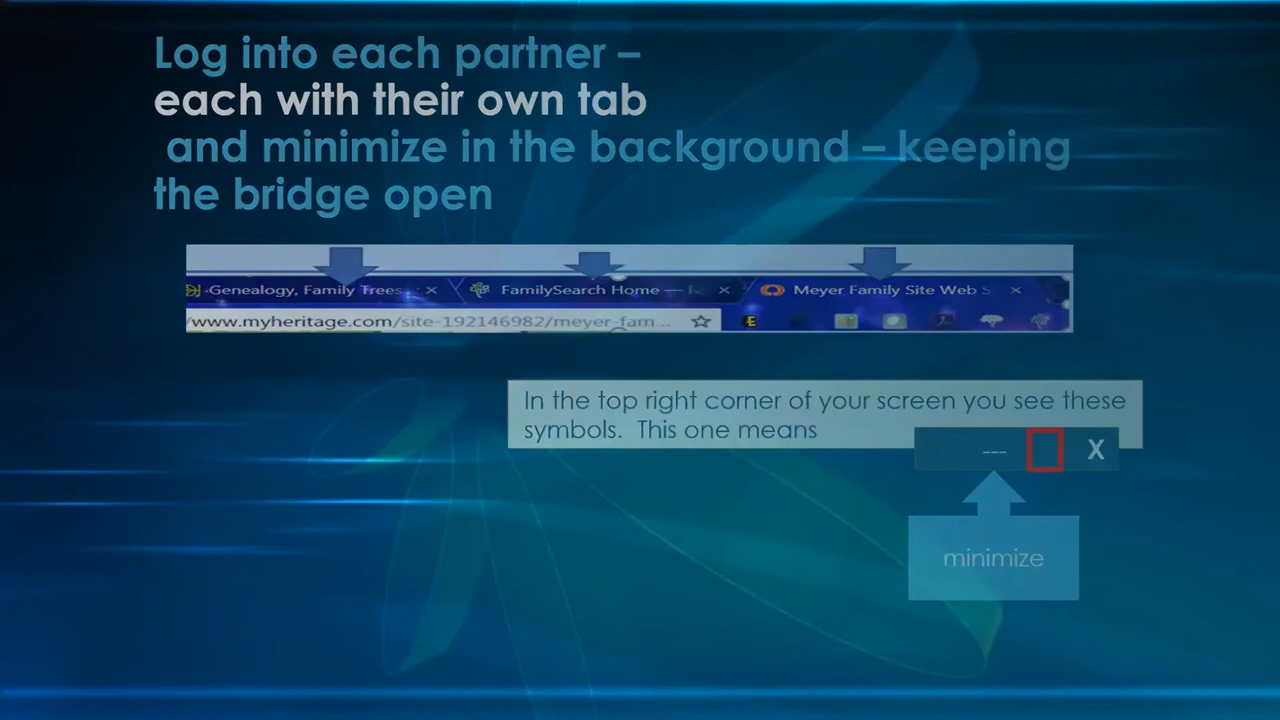 Log into each partner –
each with their own tab
and minimize in the background – keeping
the bridge open
Genealogy, Family Trees
FamilySearch Home —
Meyer Family Site Web S
/www.myheritage.com/site-192146982/meyer-fam...
In the top right corner of your screen you see these
symbols. This one means
--- X
minimize